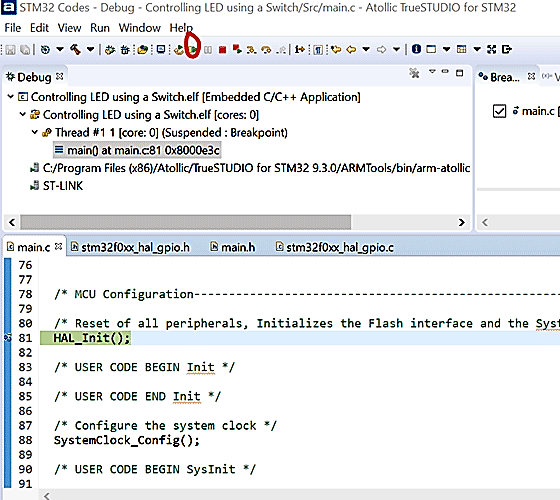 STM32 Codes - Debug - Controlling LED using a Switch/Src/main.c - Atollic TrueSTUDIO for STM32
File Edit View Navigate Search Project Run Window Help
Debug
Brea...
Controlling LED using a Switch.elf [Embedded C/C++ Application]
Controlling LED using a Switch.elf [cores: 0]
main.c [
Thread #1 1 [core: 0] (Suspended : Breakpoint)
main() at main.c:81 0x8000e3c
C:/Program Files (x86)/Atollic/TrueSTUDIO for STM32 9.3.0/ARMTools/bin/arm-atollic
ST-LINK
main.c stm32f0xx_hal_gpio.h main.h stm32f0xx_hal_gpio.c
76
77
78 /* MCU Configuration------------------------------------------------
79
80 /* Reset of all peripherals, Initializes the Flash interface and the Syst
81 HAL_Init();
82
83 /* USER CODE BEGIN Init */
84
85 /* USER CODE END Init */
86
87 /* Configure the system clock */
88 SystemClock_Config();
89
90 /* USER CODE BEGIN SysInit */
91